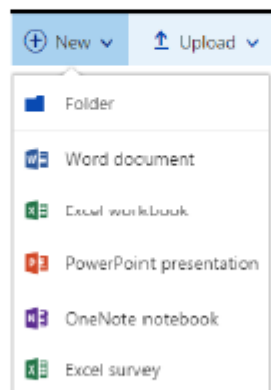 New Upload
Folder
Word document
Excel workbook
PowerPoint presentation
OneNote notebook
Excel survey